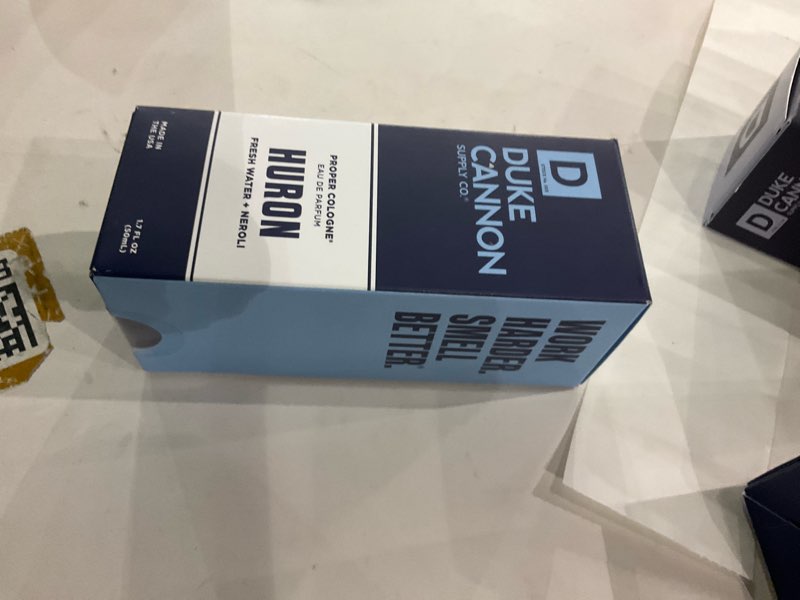 D
DUKE
CANNON
SUPPLY CO.®
PROPER COLOGNE®
EAU DE PARFUM
HURON
FRESH WATER + NEROLI
MADE IN
THE USA
1.7 FL OZ
(50mL)
WORK
HARDER.
SMELL
BETTER.®
D
DUKE